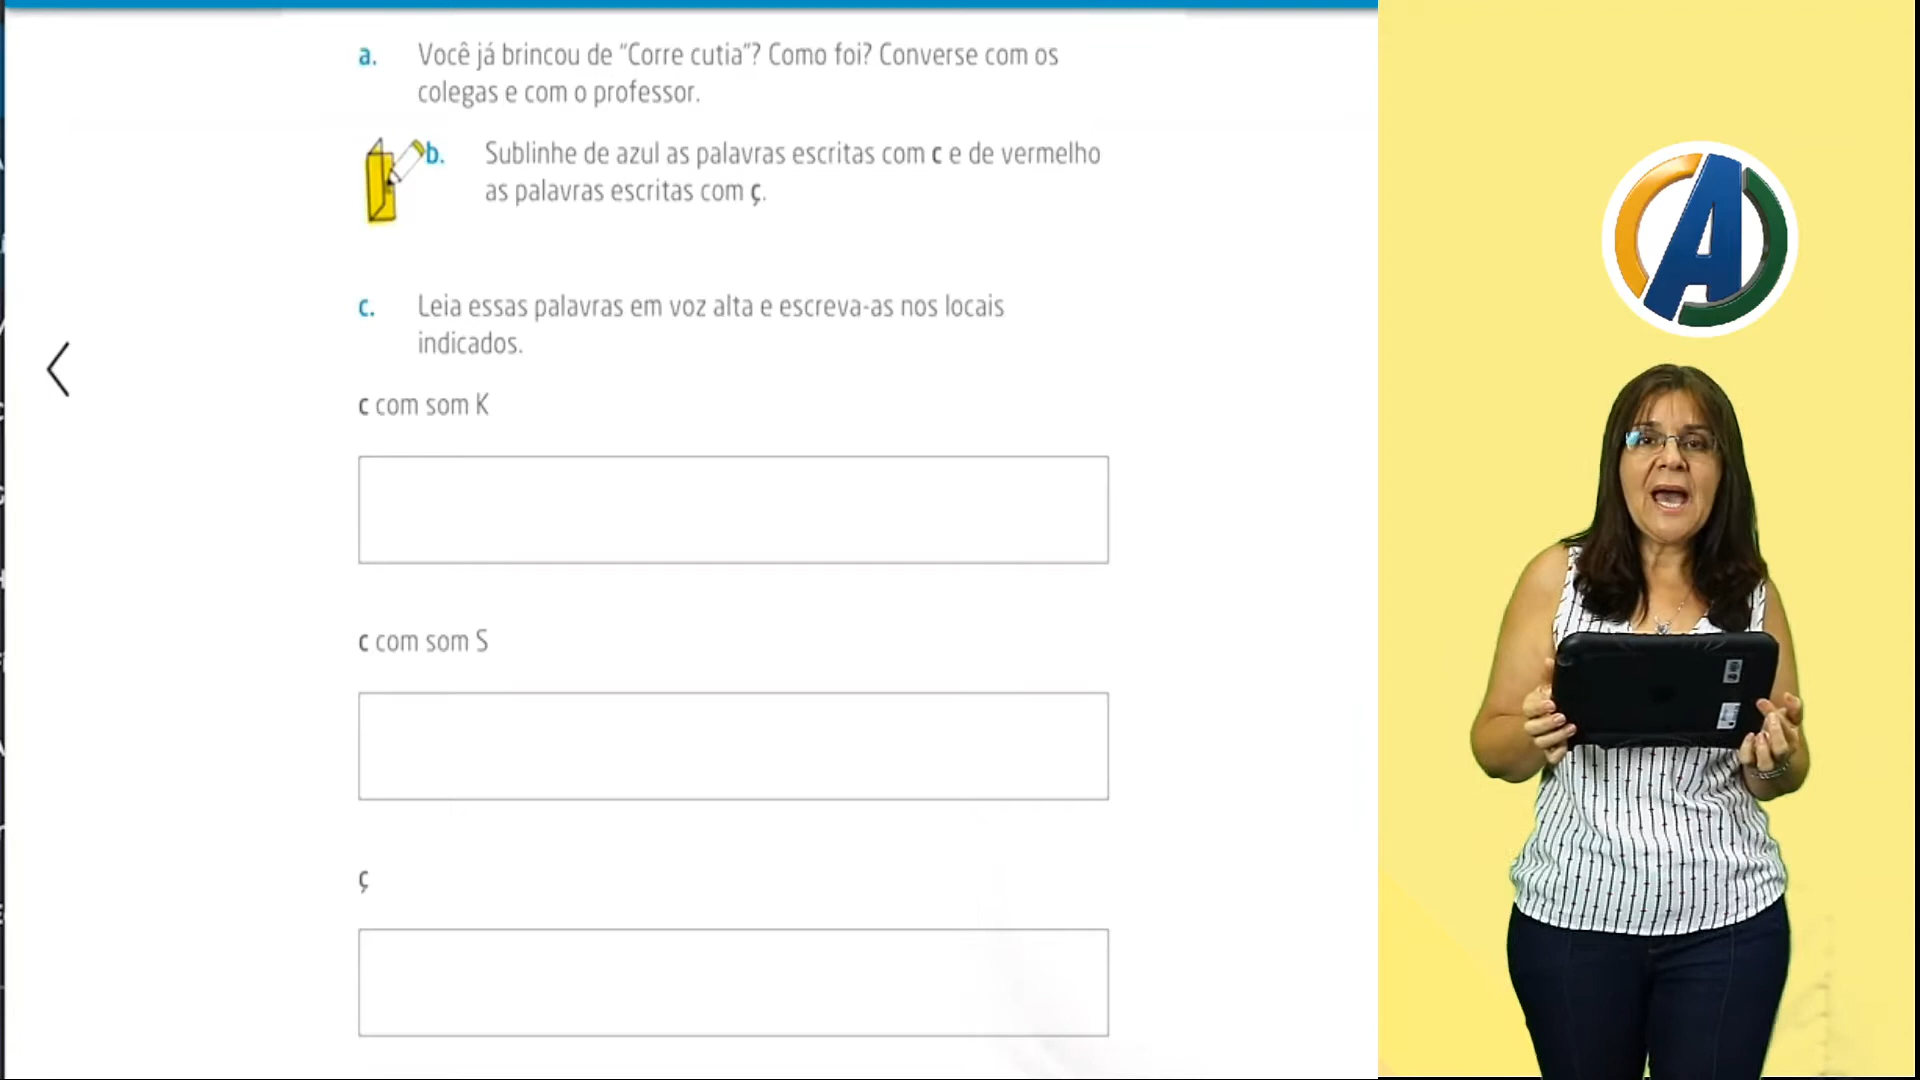 a. Você já brincou de “Corre cutia”? Como foi? Converse com os
colegas e com o professor.
b. Sublinhe de azul as palavras escritas com c e de vermelho
as palavras escritas com ç.
c. Leia essas palavras em voz alta e escreva-as nos locais
indicados.
c com som K
c com som S
ç
A